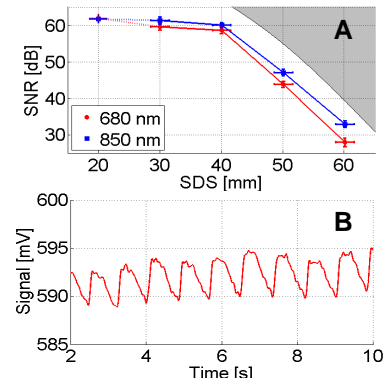 A
SNR [dB]
60
50
40
30
680 nm
850 nm
20 30 40 50 60
SDS [mm]
B
Signal [mV]
600
595
590
585
2 4 6 8 10
Time [s]